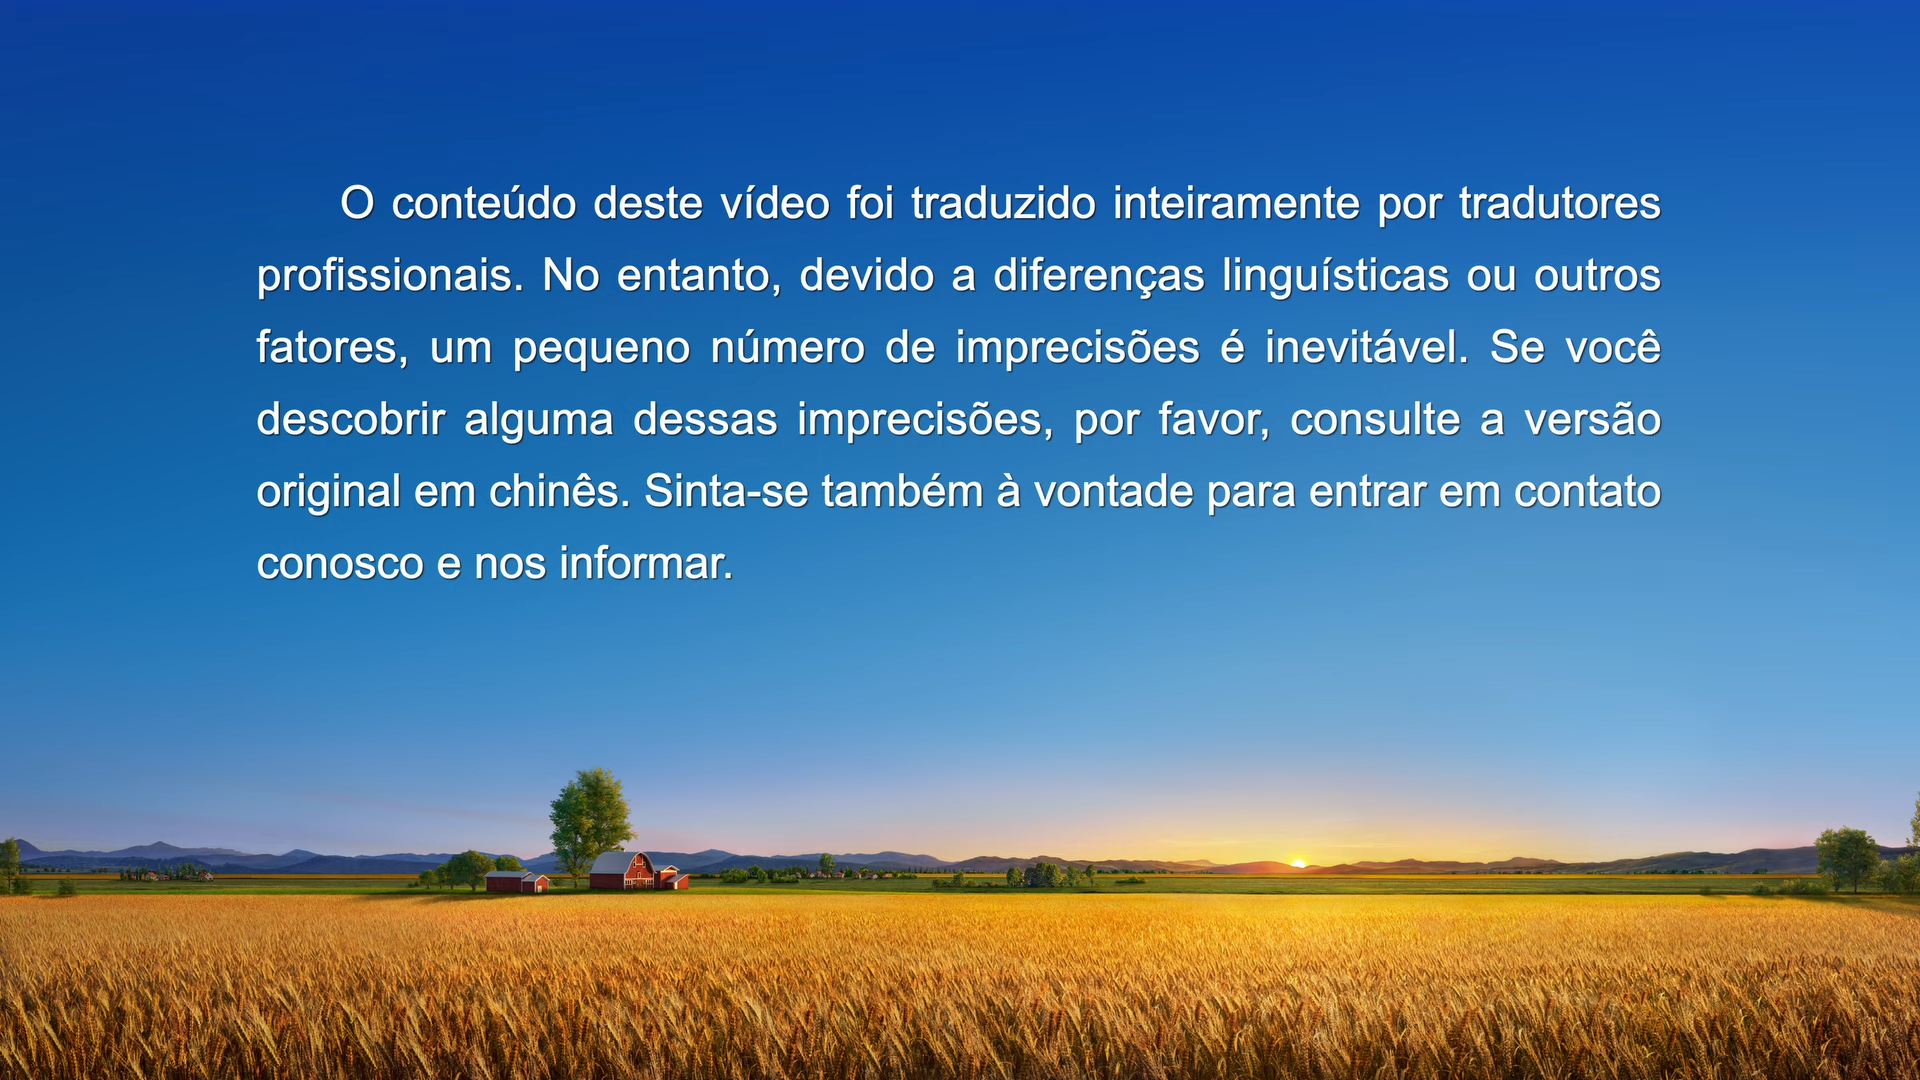 O conteúdo deste vídeo foi traduzido inteiramente por tradutores
profissionais. No entanto, devido a diferenças linguísticas ou outros
fatores, um pequeno número de imprecisões é inevitável. Se você
descobrir alguma dessas imprecisões, por favor, consulte a versão
original em chinês. Sinta-se também à vontade para entrar em contato
conosco e nos informar.